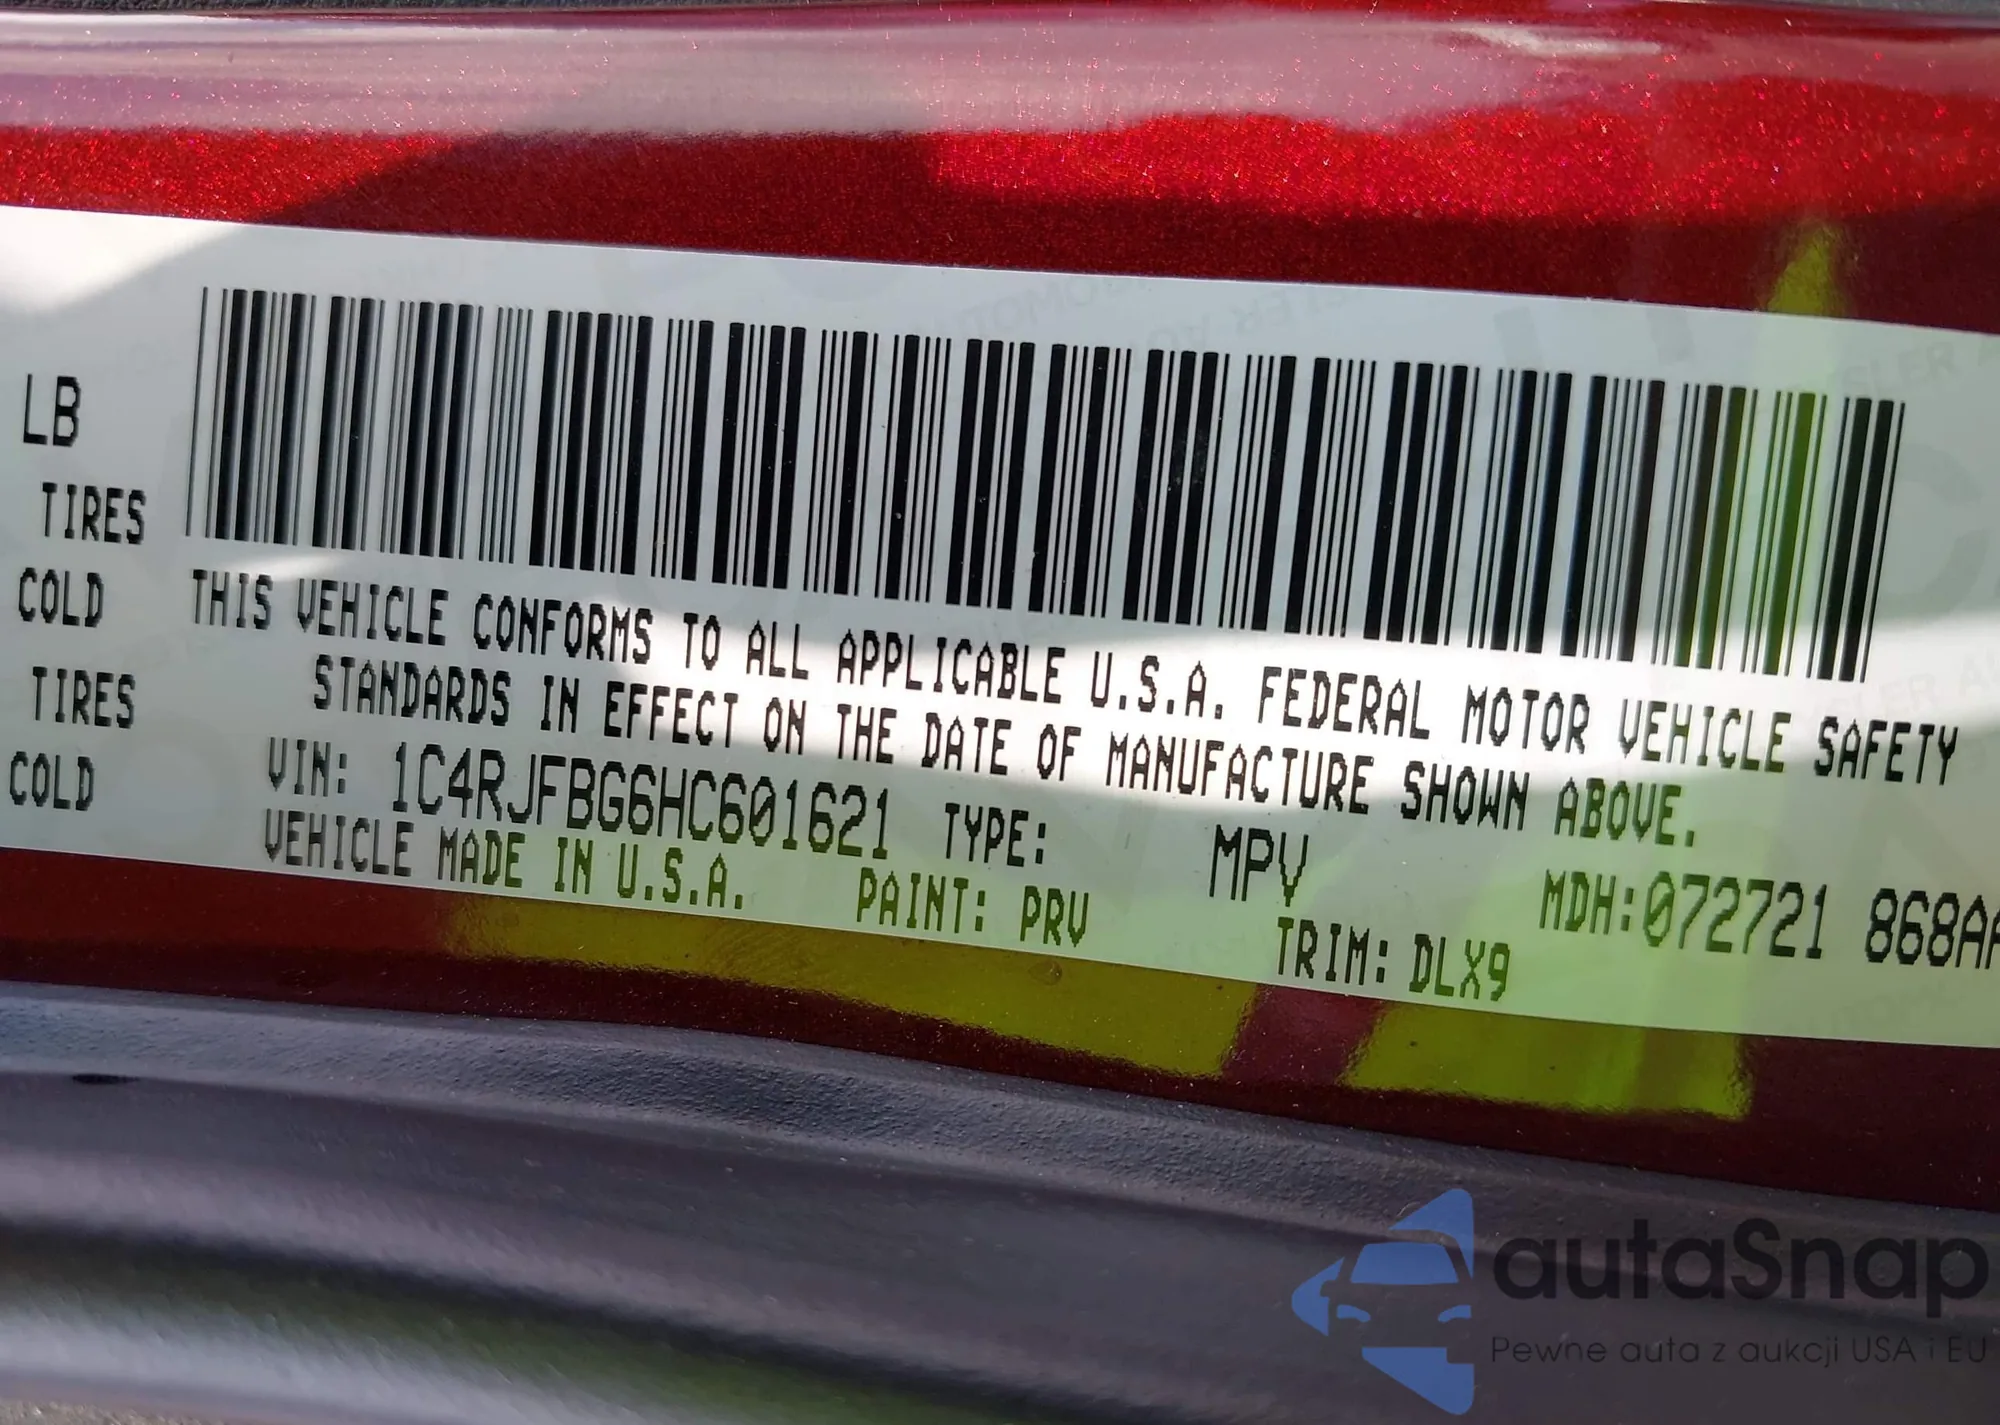 LB
TIRES
COLD
TIRES
COLD
THIS VEHICLE CONFORMS TO ALL APPLICABLE U.S.A. FEDERAL MOTOR VEHICLE SAFETY
STANDARDS IN EFFECT ON THE DATE OF MANUFACTURE SHOWN ABOVE.
VIN: 1C4RJFBG6HC601621 TYPE: MPV MDH:072721 868AA
VEHICLE MADE IN U.S.A. PAINT: PRV TRIM: DLX9
autaSnap
Pewne auta z aukcji USA i EU